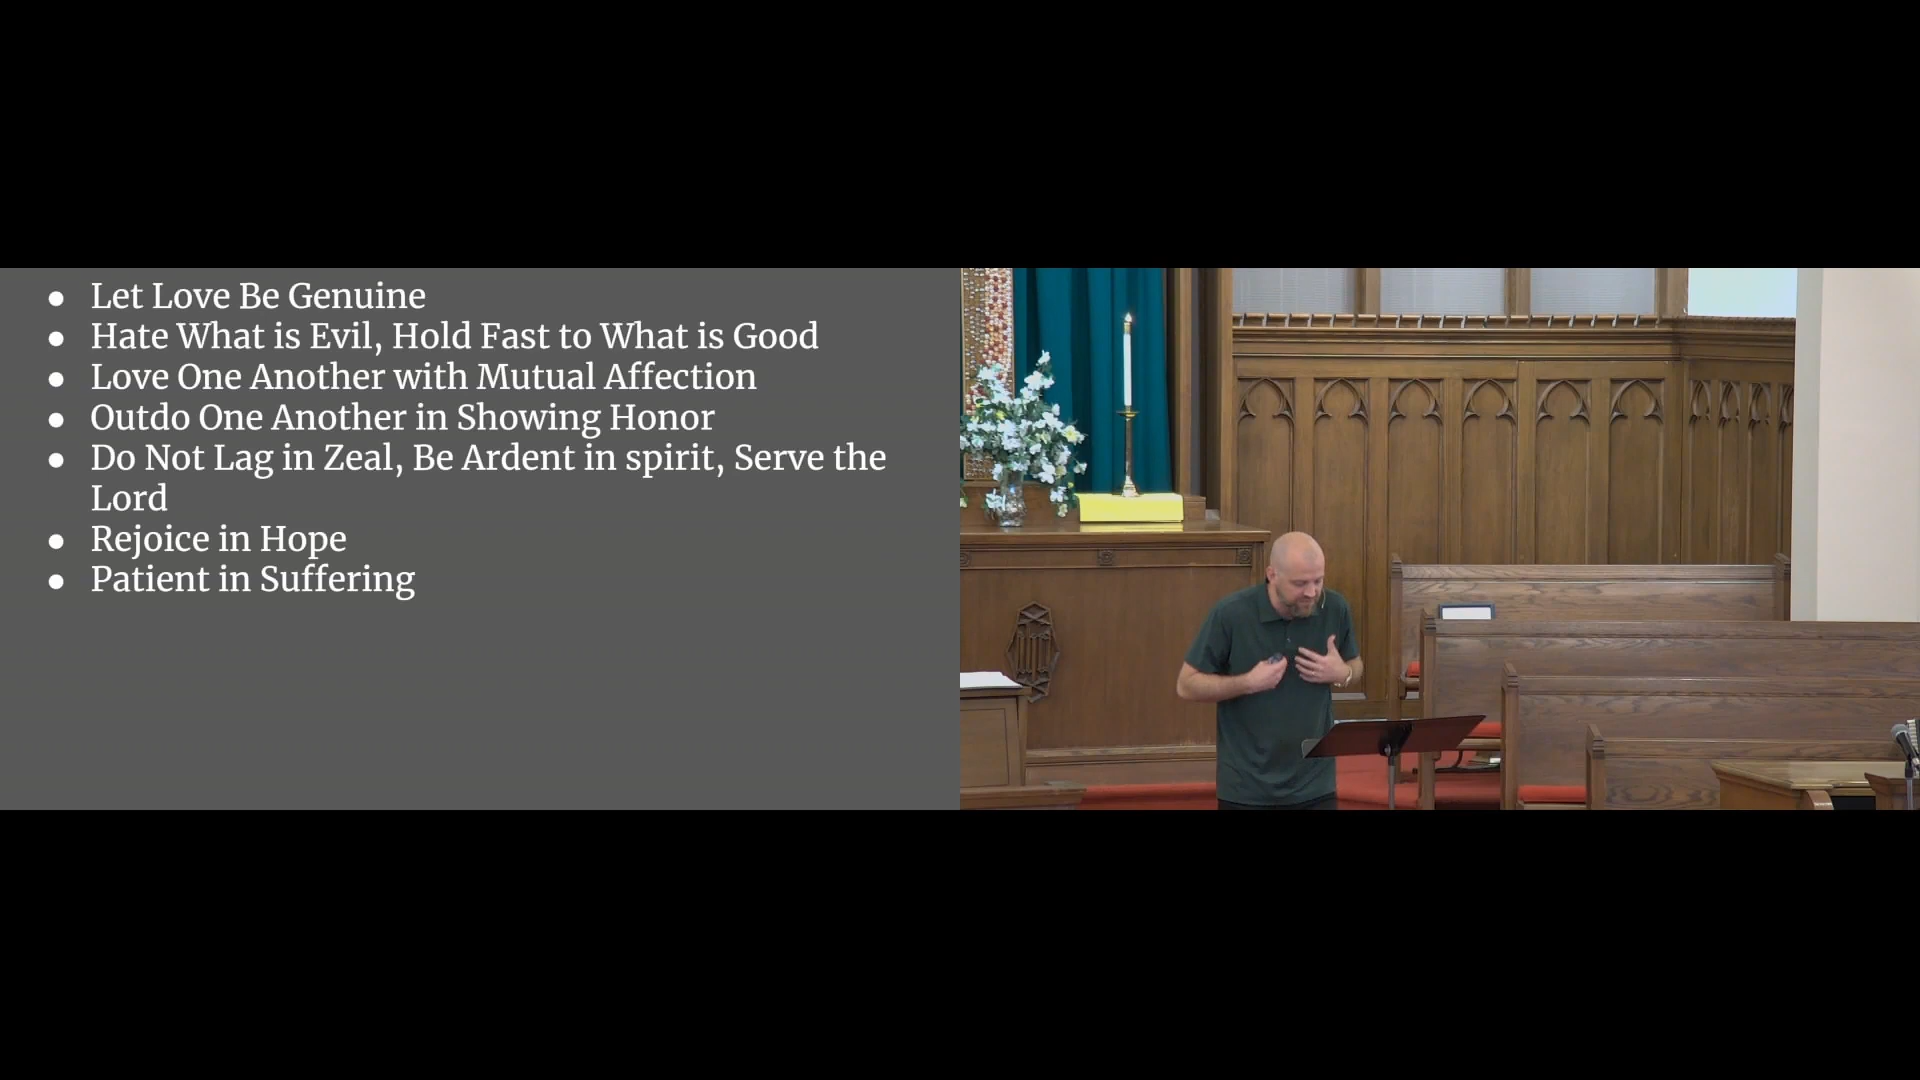 ● Let Love Be Genuine
● Hate What is Evil, Hold Fast to What is Good
● Love One Another with Mutual Affection
● Outdo One Another in Showing Honor
● Do Not Lag in Zeal, Be Ardent in spirit, Serve the
Lord
● Rejoice in Hope
● Patient in Suffering